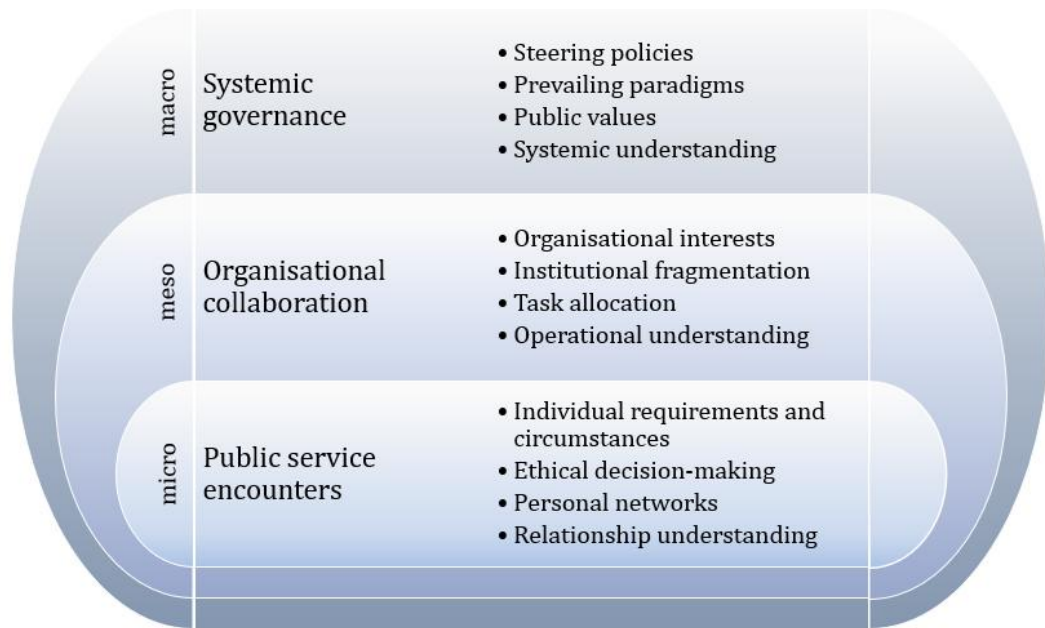 macro
Systemic
governance
• Steering policies
• Prevailing paradigms
• Public values
• Systemic understanding
meso
Organisational
collaboration
• Organisational interests
• Institutional fragmentation
• Task allocation
• Operational understanding
micro
Public service
encounters
• Individual requirements and
circumstances
• Ethical decision-making
• Personal networks
• Relationship understanding